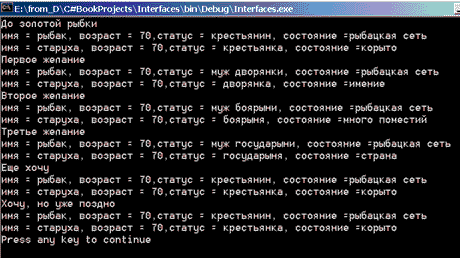 E:\from_D\C#BookProjects\Interfaces\bin\Debug\Interfaces.exe
До золотой рыбки
имя = рыбак, возраст = 70,статус = крестьянин, состояние =рыбацкая сеть
имя = старуха, возраст = 70,статус = крестьянка, состояние =корыто
Первое желание
имя = рыбак, возраст = 70,статус = муж дворянки, состояние =рыбацкая сеть
имя = старуха, возраст = 70,статус = дворянка, состояние =имение
Второе желание
имя = рыбак, возраст = 70,статус = муж боярыни, состояние =рыбацкая сеть
имя = старуха, возраст = 70,статус = боярыня, состояние =много поместий
Третье желание
имя = рыбак, возраст = 70,статус = муж государыни, состояние =рыбацкая сеть
имя = старуха, возраст = 70,статус = государыня, состояние =страна
Еще хочу
имя = рыбак, возраст = 70,статус = крестьянин, состояние =рыбацкая сеть
имя = старуха, возраст = 70,статус = крестьянка, состояние =корыто
Хочу, но уже поздно
имя = рыбак, возраст = 70,статус = крестьянин, состояние =рыбацкая сеть
имя = старуха, возраст = 70,статус = крестьянка, состояние =корыто
Press any key to continue